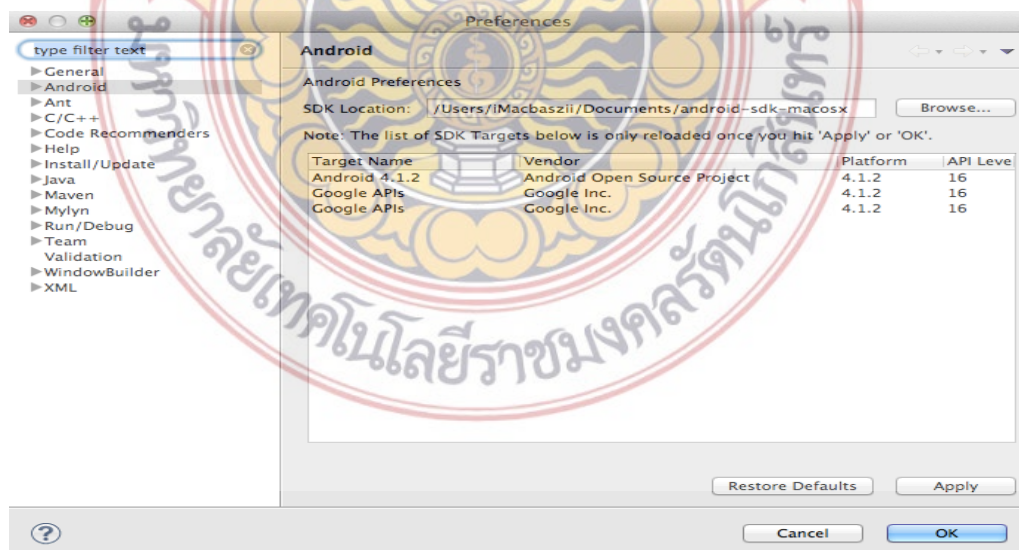 Preferences
type filter text
General
Android
Ant
C/C++
Code Recommenders
Help
Install/Update
Java
Maven
Mylyn
Run/Debug
Team
Validation
WindowBuilder
XML
Android
Android Preferences
SDK Location: /Users/iMacbaszii/Documents/android-sdk-macosx Browse...
Note: The list of SDK Targets below is only reloaded once you hit 'Apply' or 'OK'.
Target Name Vendor Platform API Leve
Android 4.1.2 Android Open Source Project 4.1.2 16
Google APIs Google Inc. 4.1.2 16
Google APIs Google Inc. 4.1.2 16
Restore Defaults Apply
? Cancel OK
มหาวิทยาลัยเทคโนโลยีราชมงคลรัตนโกสินทร์